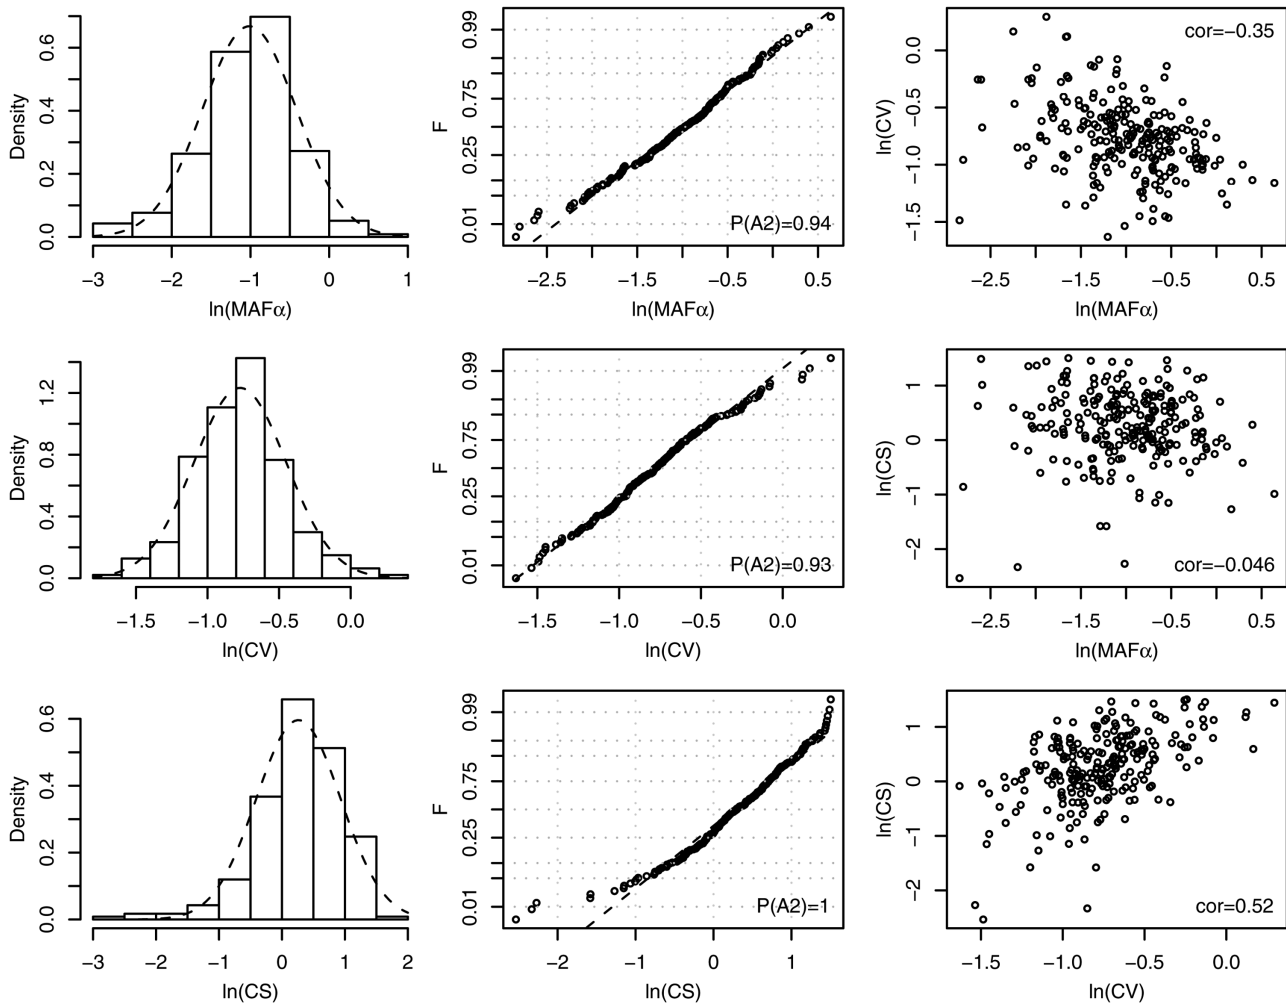 0.0 0.2 0.4 0.6
Density
−3 −2 −1 0 1
ln(MAFα)
0.01 0.25 0.75 0.99
F
P(A2)=0.94
−2.5 −1.5 −0.5 0.5
ln(MAFα)
−1.5 −1.0 −0.5 0.0
ln(CV)
cor=−0.35
−2.5 −1.5 −0.5 0.5
ln(MAFα)
0.0 0.4 0.8 1.2
Density
−1.5 −1.0 −0.5 0.0
ln(CV)
0.01 0.25 0.75 0.99
F
P(A2)=0.93
−1.5 −1.0 −0.5 0.0
ln(CV)
−2 −1 0 1
ln(CS)
cor=−0.046
−2.5 −1.5 −0.5 0.5
ln(MAFα)
0.0 0.2 0.4 0.6
Density
−3 −2 −1 0 1 2
ln(CS)
0.01 0.25 0.75 0.99
F
P(A2)=1
−2 −1 0 1
ln(CS)
−2 −1 0 1
ln(CS)
cor=0.52
−1.5 −1.0 −0.5 0.0
ln(CV)